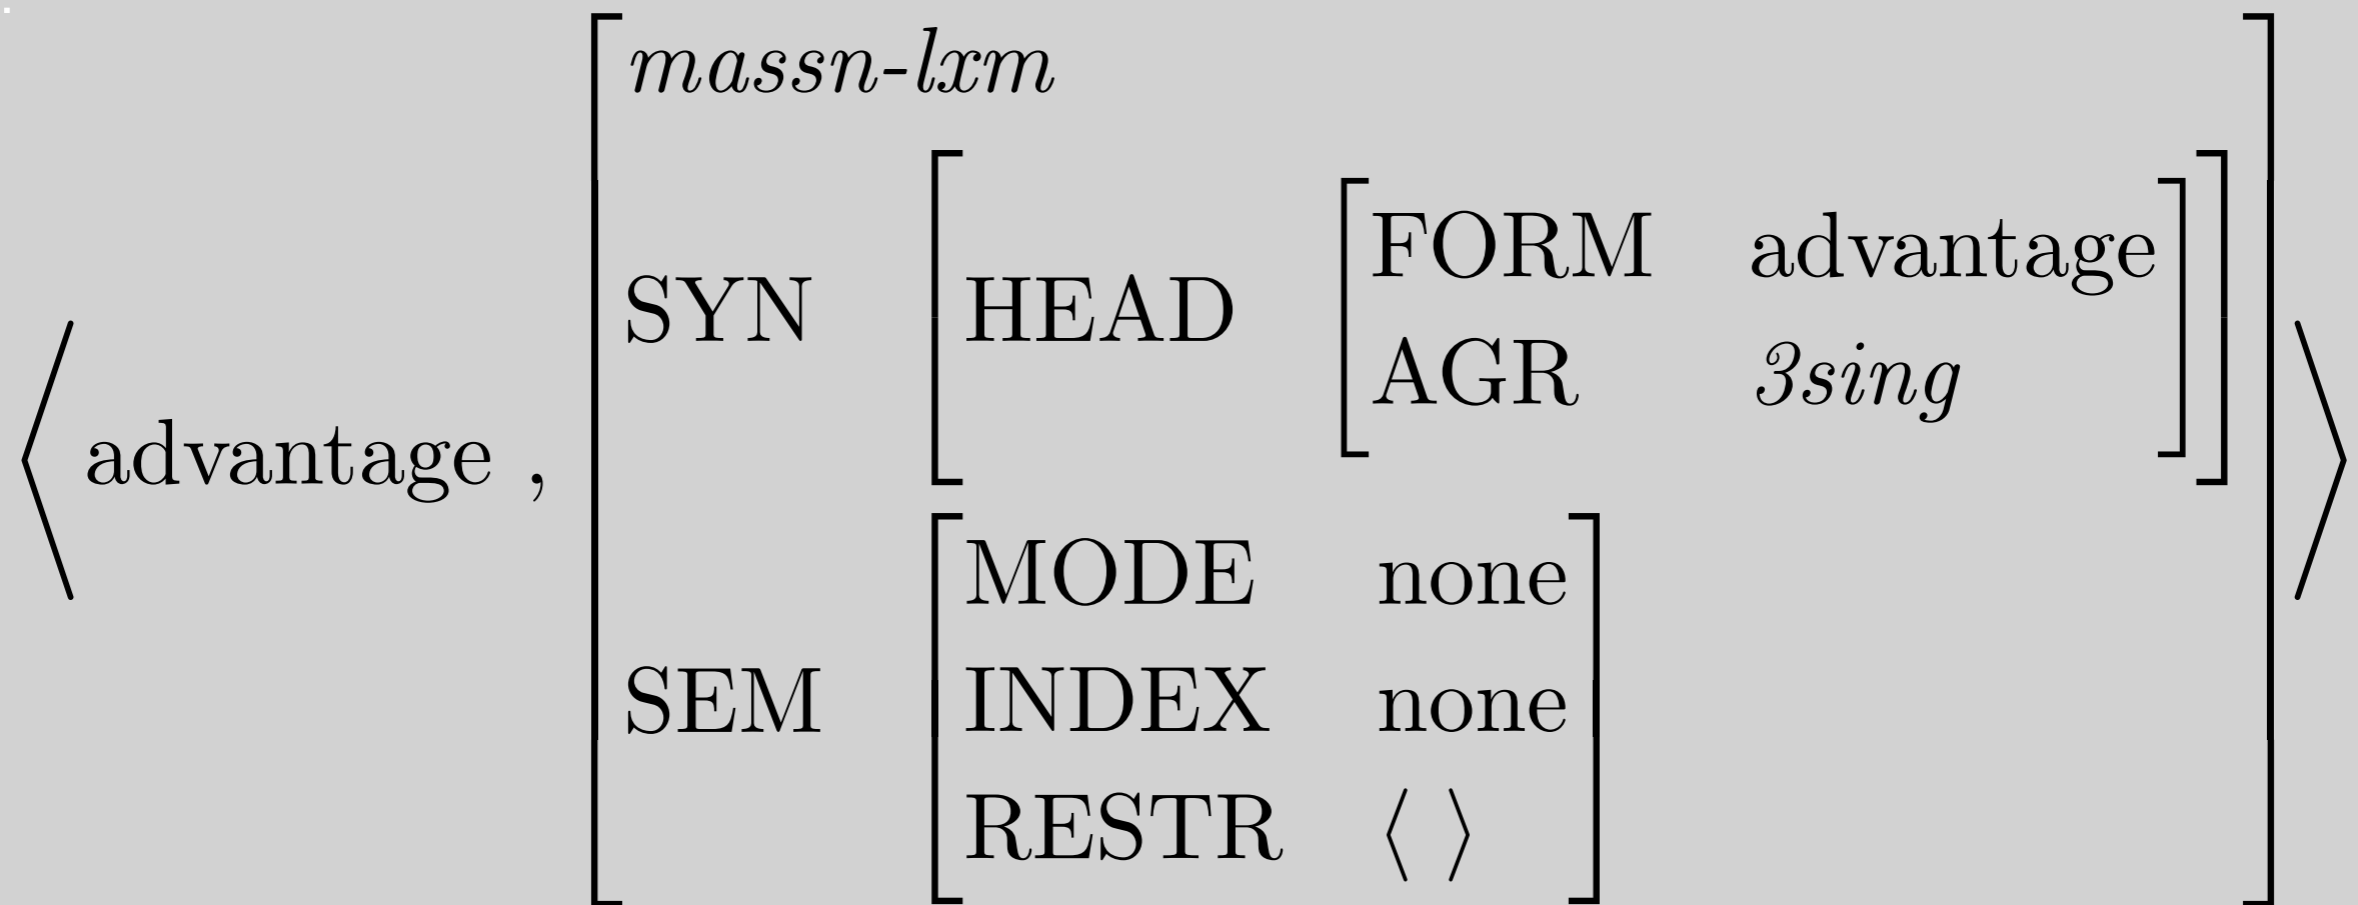 massn-lxm
FORM advantage
SYN HEAD
AGR 3sing
⟨advantage ,⟩
MODE none
SEM INDEX none
RESTR ⟨ ⟩